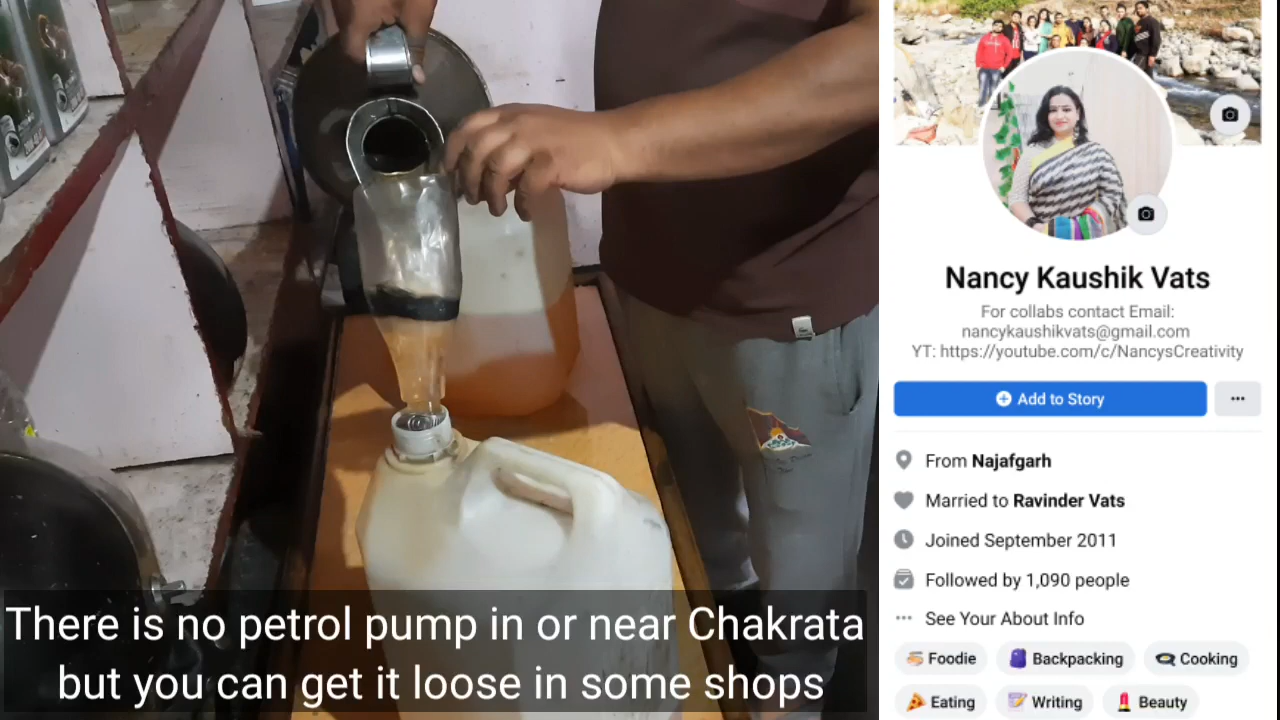 There is no petrol pump in or near Chakrata
but you can get it loose in some shops
Nancy Kaushik Vats
For collabs contact Email:
nancykaushikvats@gmail.com
YT: https://youtube.com/c/NancysCreativity
Add to Story
From Najafgarh
Married to Ravinder Vats
Joined September 2011
Followed by 1,090 people
See Your About Info
Foodie Backpacking Cooking
Eating Writing Beauty